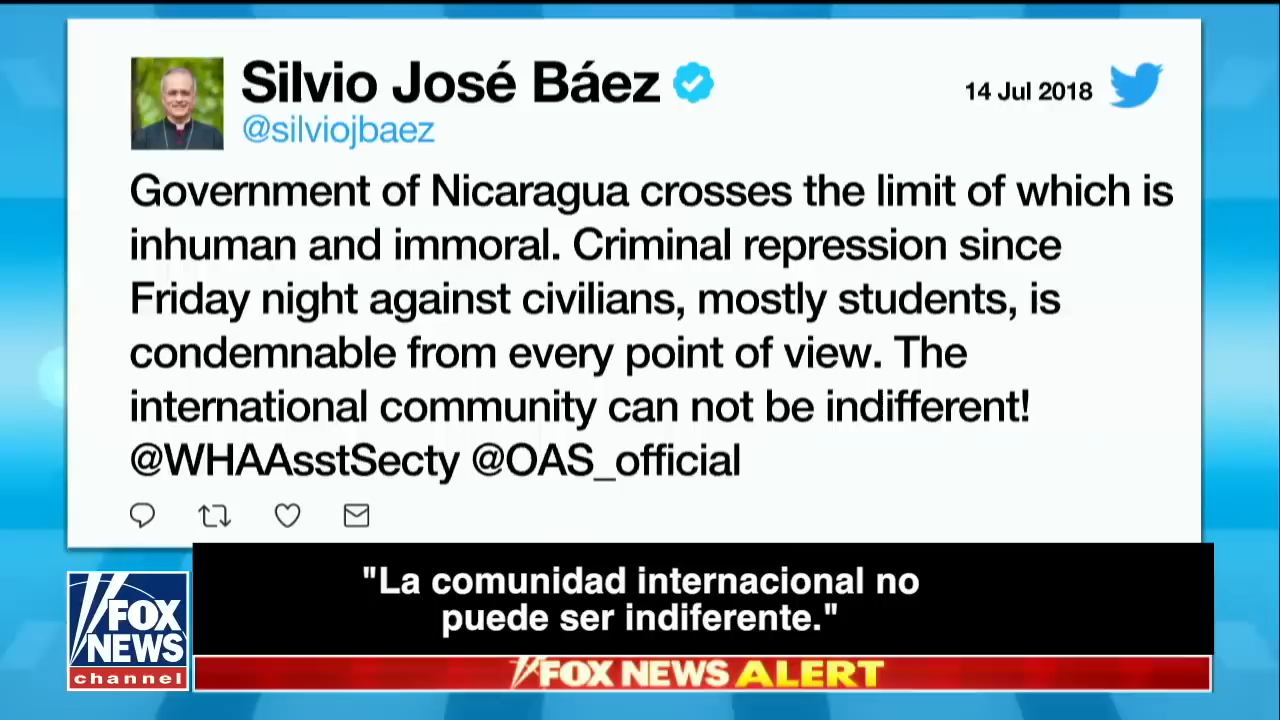 Silvio José Báez
14 Jul 2018
@silviojbaez
Government of Nicaragua crosses the limit of which is
inhuman and immoral. Criminal repression since
Friday night against civilians, mostly students, is
condemnable from every point of view. The
international community can not be indifferent!
@WHAAsstSecty @OAS_official
"La comunidad internacional no
puede ser indiferente."
FOX
NEWS
channel
FOX NEWS ALERT